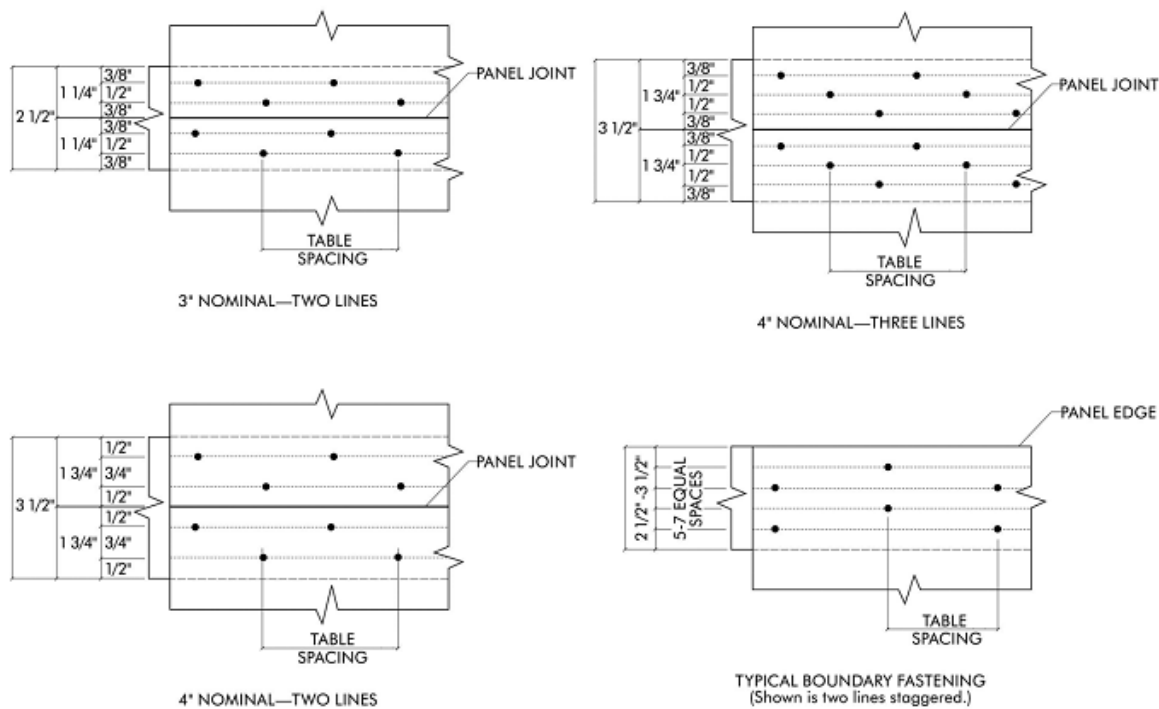 3/8"
1/2"
3/8"
3/8"
1/2"
3/8"
1 1/4"
1 1/4"
2 1/2"
PANEL JOINT
TABLE
SPACING
3" NOMINAL—TWO LINES
3/8"
1/2"
1/2"
3/8"
3/8"
1/2"
1/2"
3/8"
1 3/4"
1 3/4"
3 1/2"
PANEL JOINT
TABLE
SPACING
4" NOMINAL—THREE LINES
1/2"
3/4"
1/2"
1/2"
3/4"
1/2"
1 3/4"
1 3/4"
3 1/2"
PANEL JOINT
TABLE
SPACING
4" NOMINAL—TWO LINES
PANEL EDGE
2 1/2" -3 1/2"
5-7 EQUAL
SPACES
TABLE
SPACING
TYPICAL BOUNDARY FASTENING
(Shown is two lines staggered.)